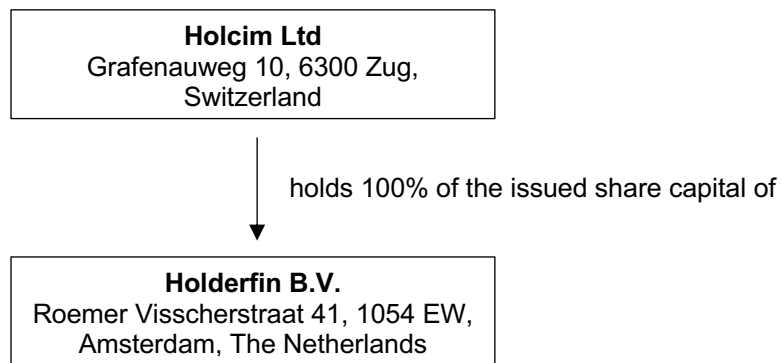 Holcim Ltd
Grafenauweg 10, 6300 Zug,
Switzerland
holds 100% of the issued share capital of
Holderfin B.V.
Roemer Visscherstraat 41, 1054 EW,
Amsterdam, The Netherlands